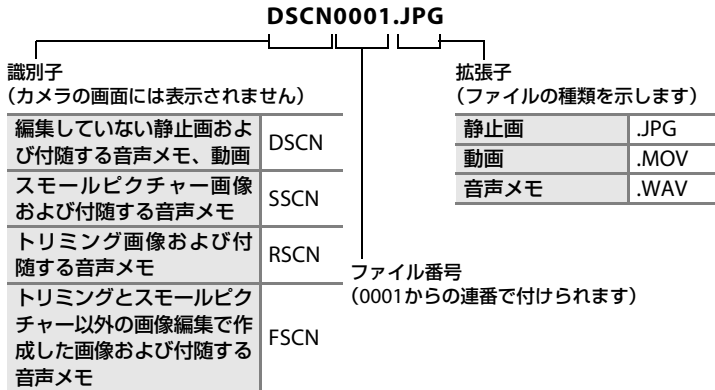 DSCN0001.JPG
識別子
（カメラの画面には表示されません）
編集していない静止画およ
び付随する音声メモ、動画
DSCN
スモールピクチャー画像
および付随する音声メモ
SSCN
トリミング画像および付
随する音声メモ
RSCN
トリミングとスモールピク
チャー以外の画像編集で作
成した画像および付随する
音声メモ
FSCN
ファイル番号
（0001からの連番で付けられます）
拡張子
（ファイルの種類を示します）
静止画 .JPG
動画 .MOV
音声メモ .WAV